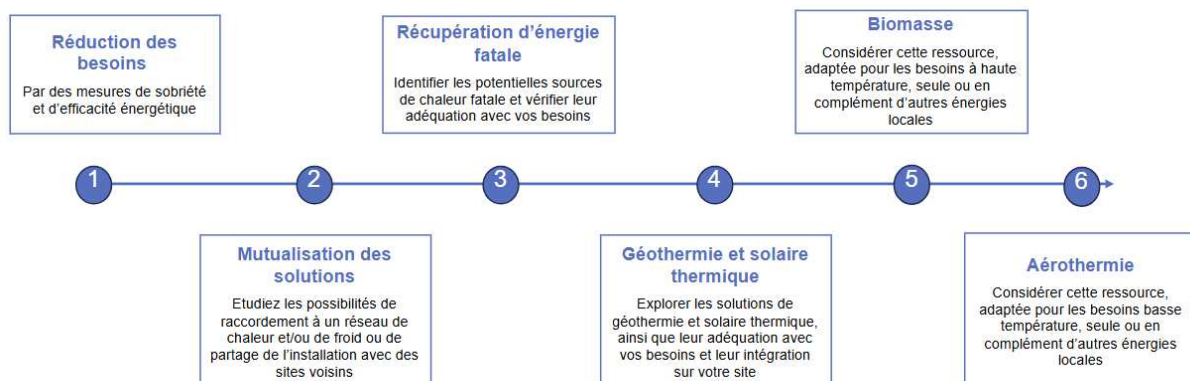 Réduction des
besoins
Par des mesures de sobriété
et d'efficacité énergétique
Récupération d'énergie
fatale
Identifier les potentielles sources
de chaleur fatale et vérifier leur
adéquation avec vos besoins
Biomasse
Considérer cette ressource,
adaptée pour les besoins à haute
température, seule ou en
complément d'autres énergies
locales
1
2
3
4
5
6
Mutualisation des
solutions
Etudiez les possibilités de
raccordement à un réseau de
chaleur et/ou de froid ou de
partage de l'installation avec des
sites voisins
Géothermie et solaire
thermique
Explorer les solutions de
géothermie et solaire thermique,
ainsi que leur adéquation avec
vos besoins et leur intégration
sur votre site
Aérothermie
Considérer cette ressource,
adaptée pour les besoins basse
température, seule ou en
complément d'autres énergies
locales